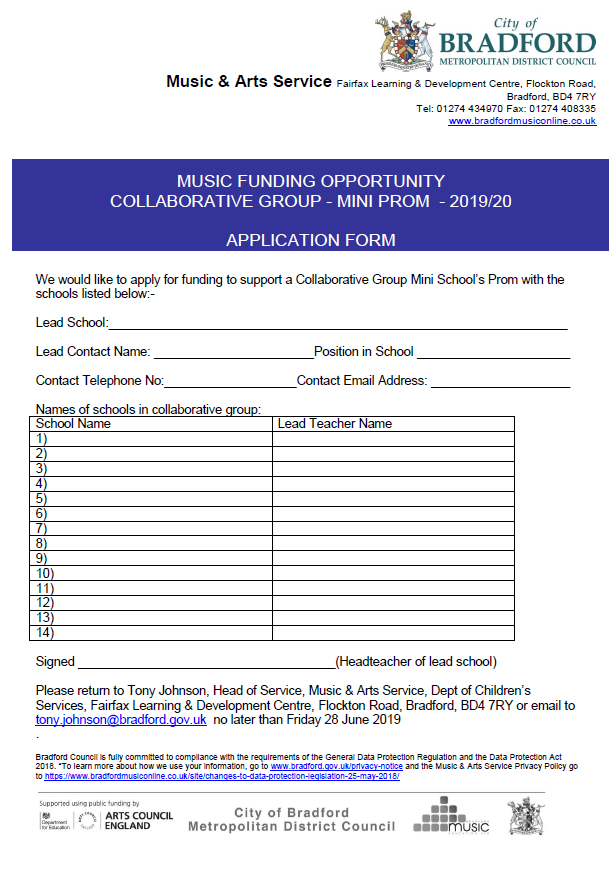 City of
BRADFORD
METROPOLITAN DISTRICT COUNCIL
Music & Arts Service Fairfax Learning & Development Centre, Flockton Road,
Bradford, BD4 7RY
Tel: 01274 434970 Fax: 01274 408335
www.bradfordmusiconline.co.uk
MUSIC FUNDING OPPORTUNITY
COLLABORATIVE GROUP - MINI PROM - 2019/20
APPLICATION FORM
We would like to apply for funding to support a Collaborative Group Mini School's Prom with the
schools listed below:-
Lead School:
Lead Contact Name: Position in School
Contact Telephone No: Contact Email Address:
Names of schools in collaborative group:
School Name Lead Teacher Name
1)
2)
3)
4)
5)
6)
7)
8)
9)
10)
11)
12)
13)
14)
Signed (Headteacher of lead school)
Please return to Tony Johnson, Head of Service, Music & Arts Service, Dept of Children's
Services, Fairfax Learning & Development Centre, Flockton Road, Bradford, BD4 7RY or email to
tony.johnson@bradford.gov.uk no later than Friday 28 June 2019
.
Bradford Council is fully committed to compliance with the requirements of the General Data Protection Regulation and the Data Protection Act
2018. "To learn more about how we use your information, go to www.bradford.gov.uk/privacy-notice and the Music & Arts Service Privacy Policy go
to https://www.bradfordmusiconline.co.uk/site/changes-to-data-protection-legislation-25-may-2018/
Supported using public funding by
Department for Education
ARTS COUNCIL
ENGLAND
City of Bradford
Metropolitan District Council
music